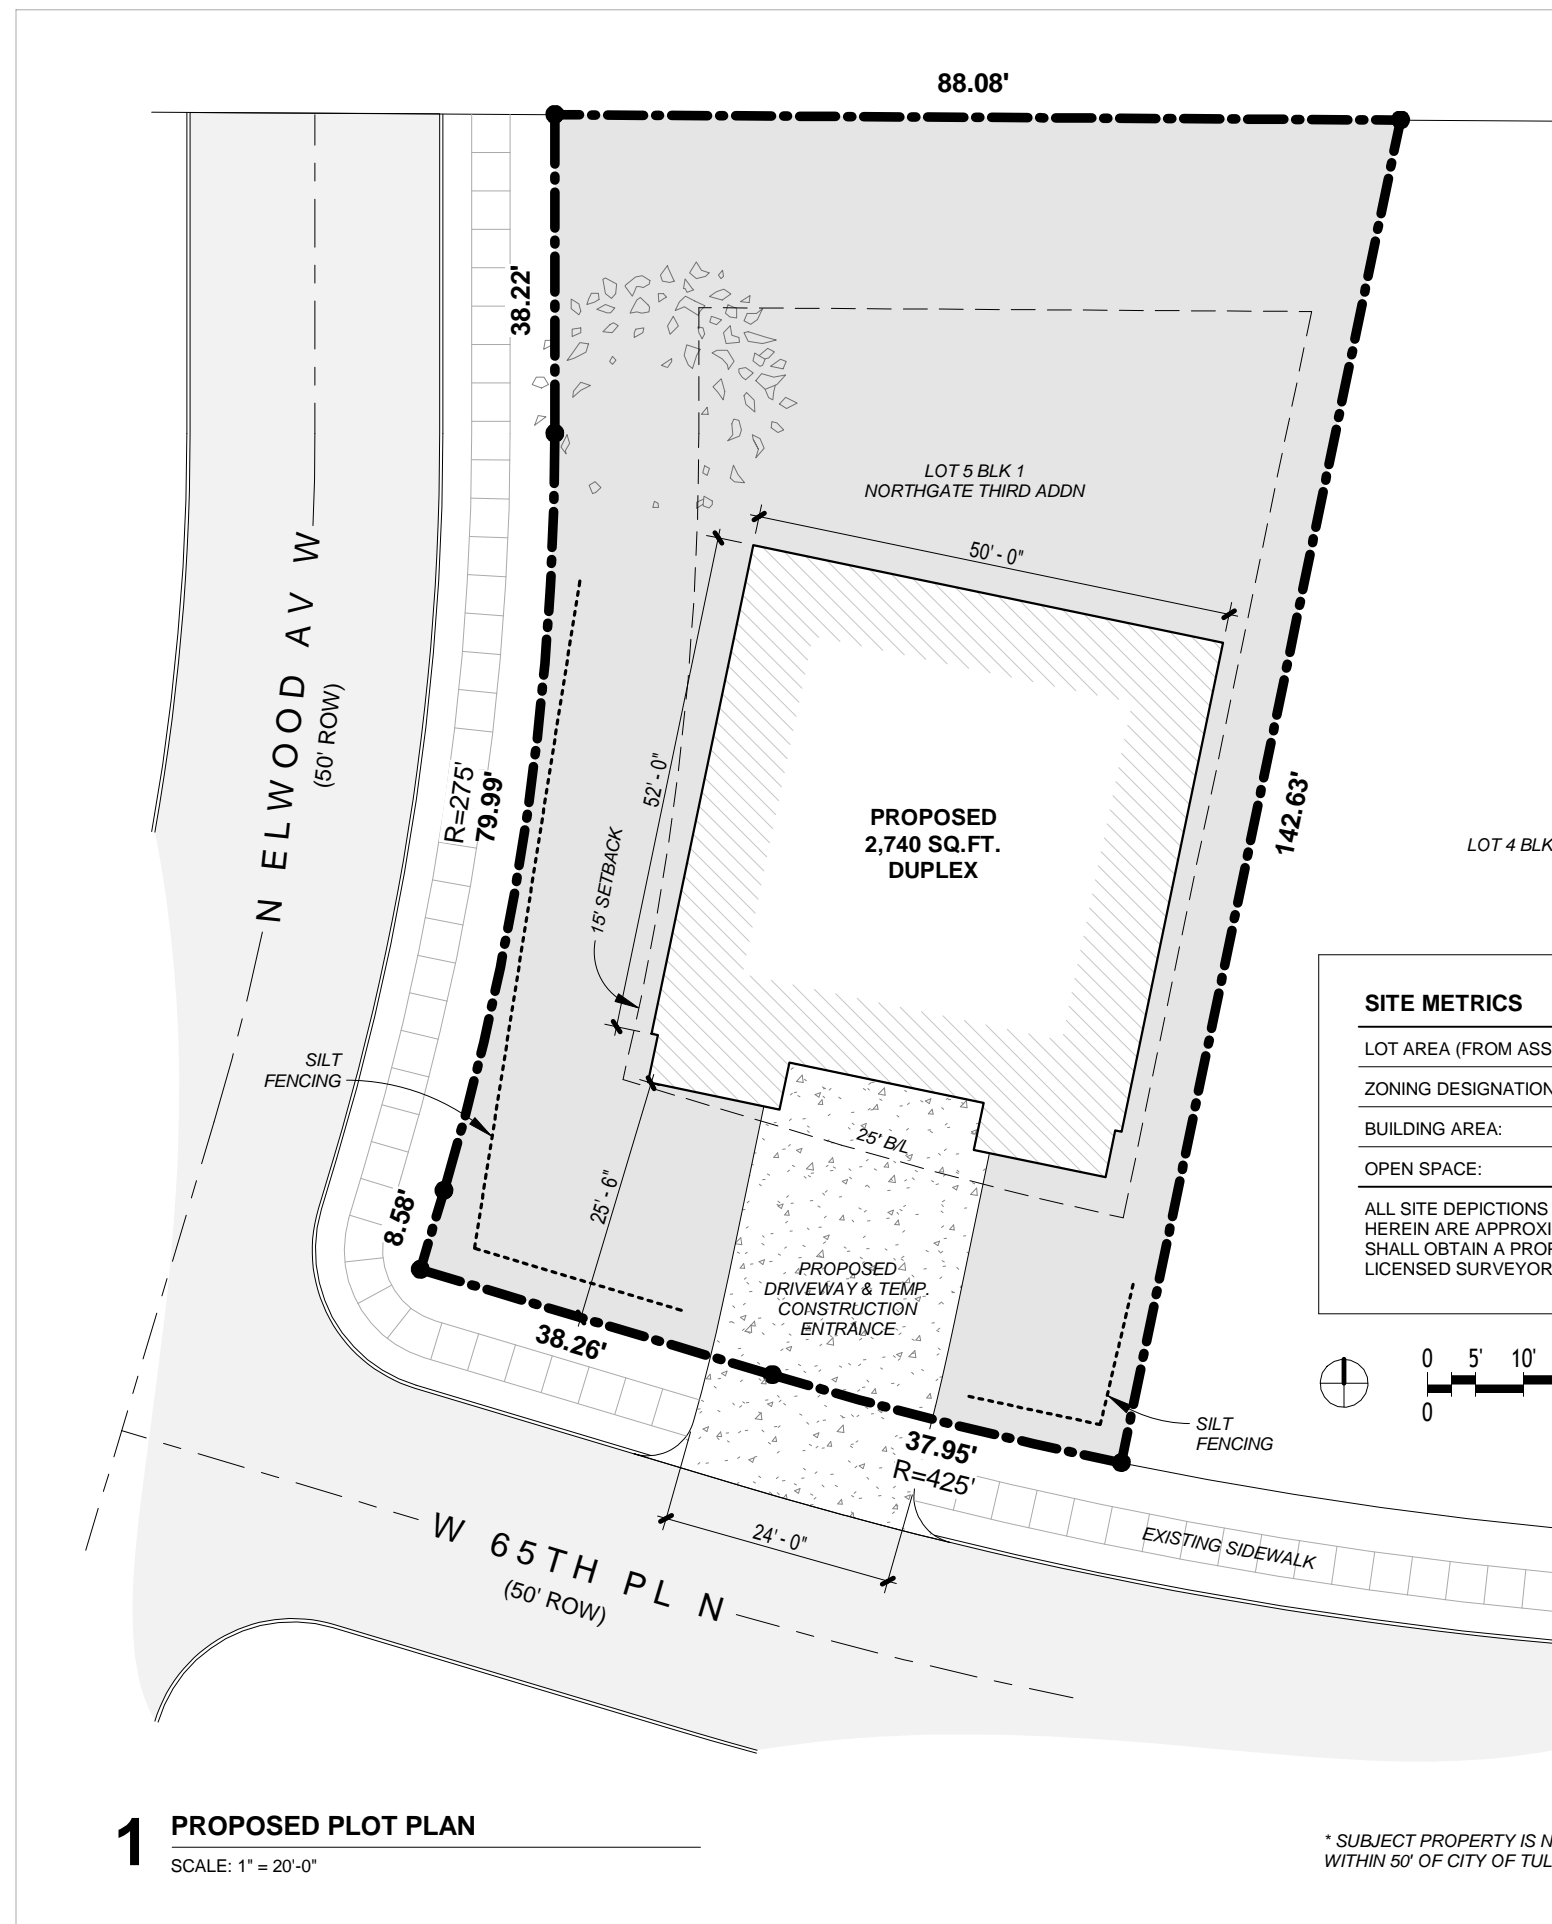 88.08'
38.22'
LOT 5 BLK 1
NORTHGATE THIRD ADDN
50' - 0"
N ELWOOD AV W
(50' ROW)
R=275'
79.99'
52' - 0"
15' SETBACK
PROPOSED
2,740 SQ.FT.
DUPLEX
142.63'
LOT 4 BLK
SITE METRICS
LOT AREA (FROM ASS
ZONING DESIGNATION
BUILDING AREA:
OPEN SPACE:
ALL SITE DEPICTIONS
HEREIN ARE APPROXI
SHALL OBTAIN A PROP
LICENSED SURVEYOR
SILT
FENCING
25' B/L
8.58'
25' - 6"
PROPOSED
DRIVEWAY & TEMP.
CONSTRUCTION
ENTRANCE
38.26'
0 5' 10'
0
37.95'
R=425'
SILT
FENCING
24' - 0"
EXISTING SIDEWALK
W 65TH PL N
(50' ROW)
1 PROPOSED PLOT PLAN
SCALE: 1" = 20'-0"
* SUBJECT PROPERTY IS N
WITHIN 50' OF CITY OF TUL